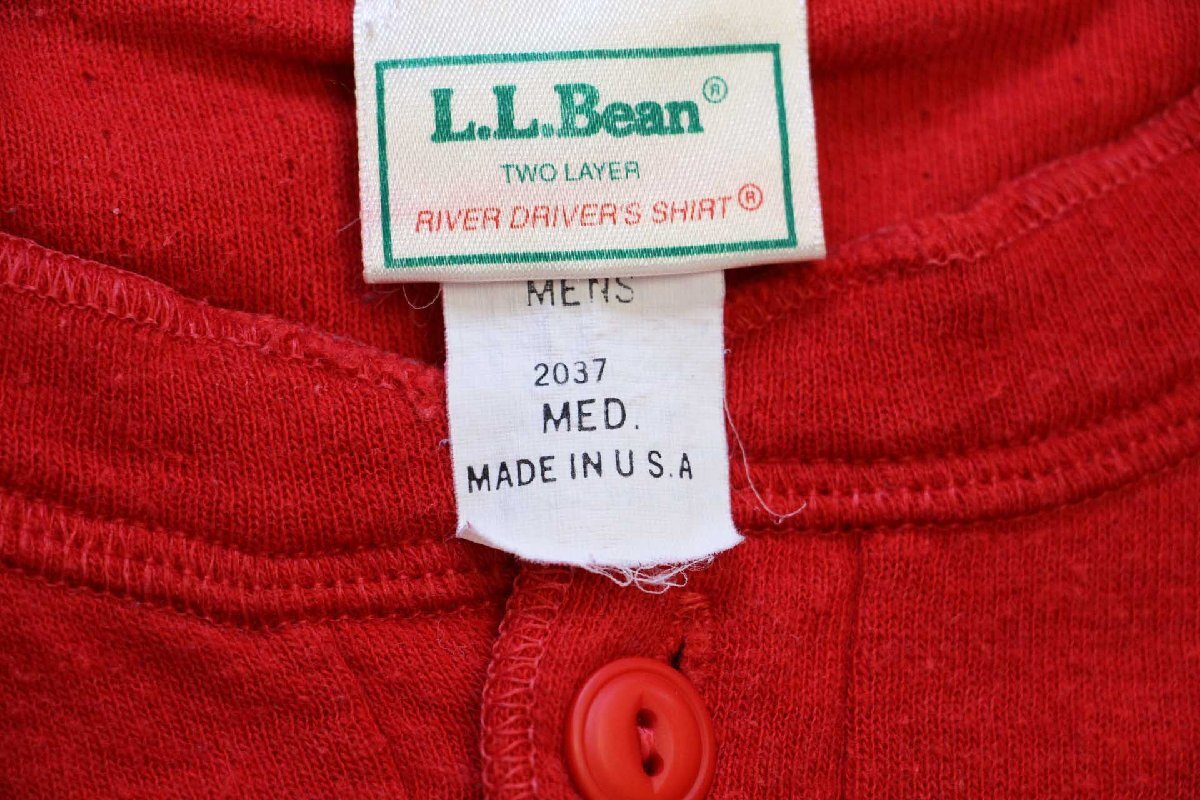 L.L.Bean®
TWO LAYER
RIVER DRIVER'S SHIRT®
MENS
2037
MED.
MADE IN U S.A